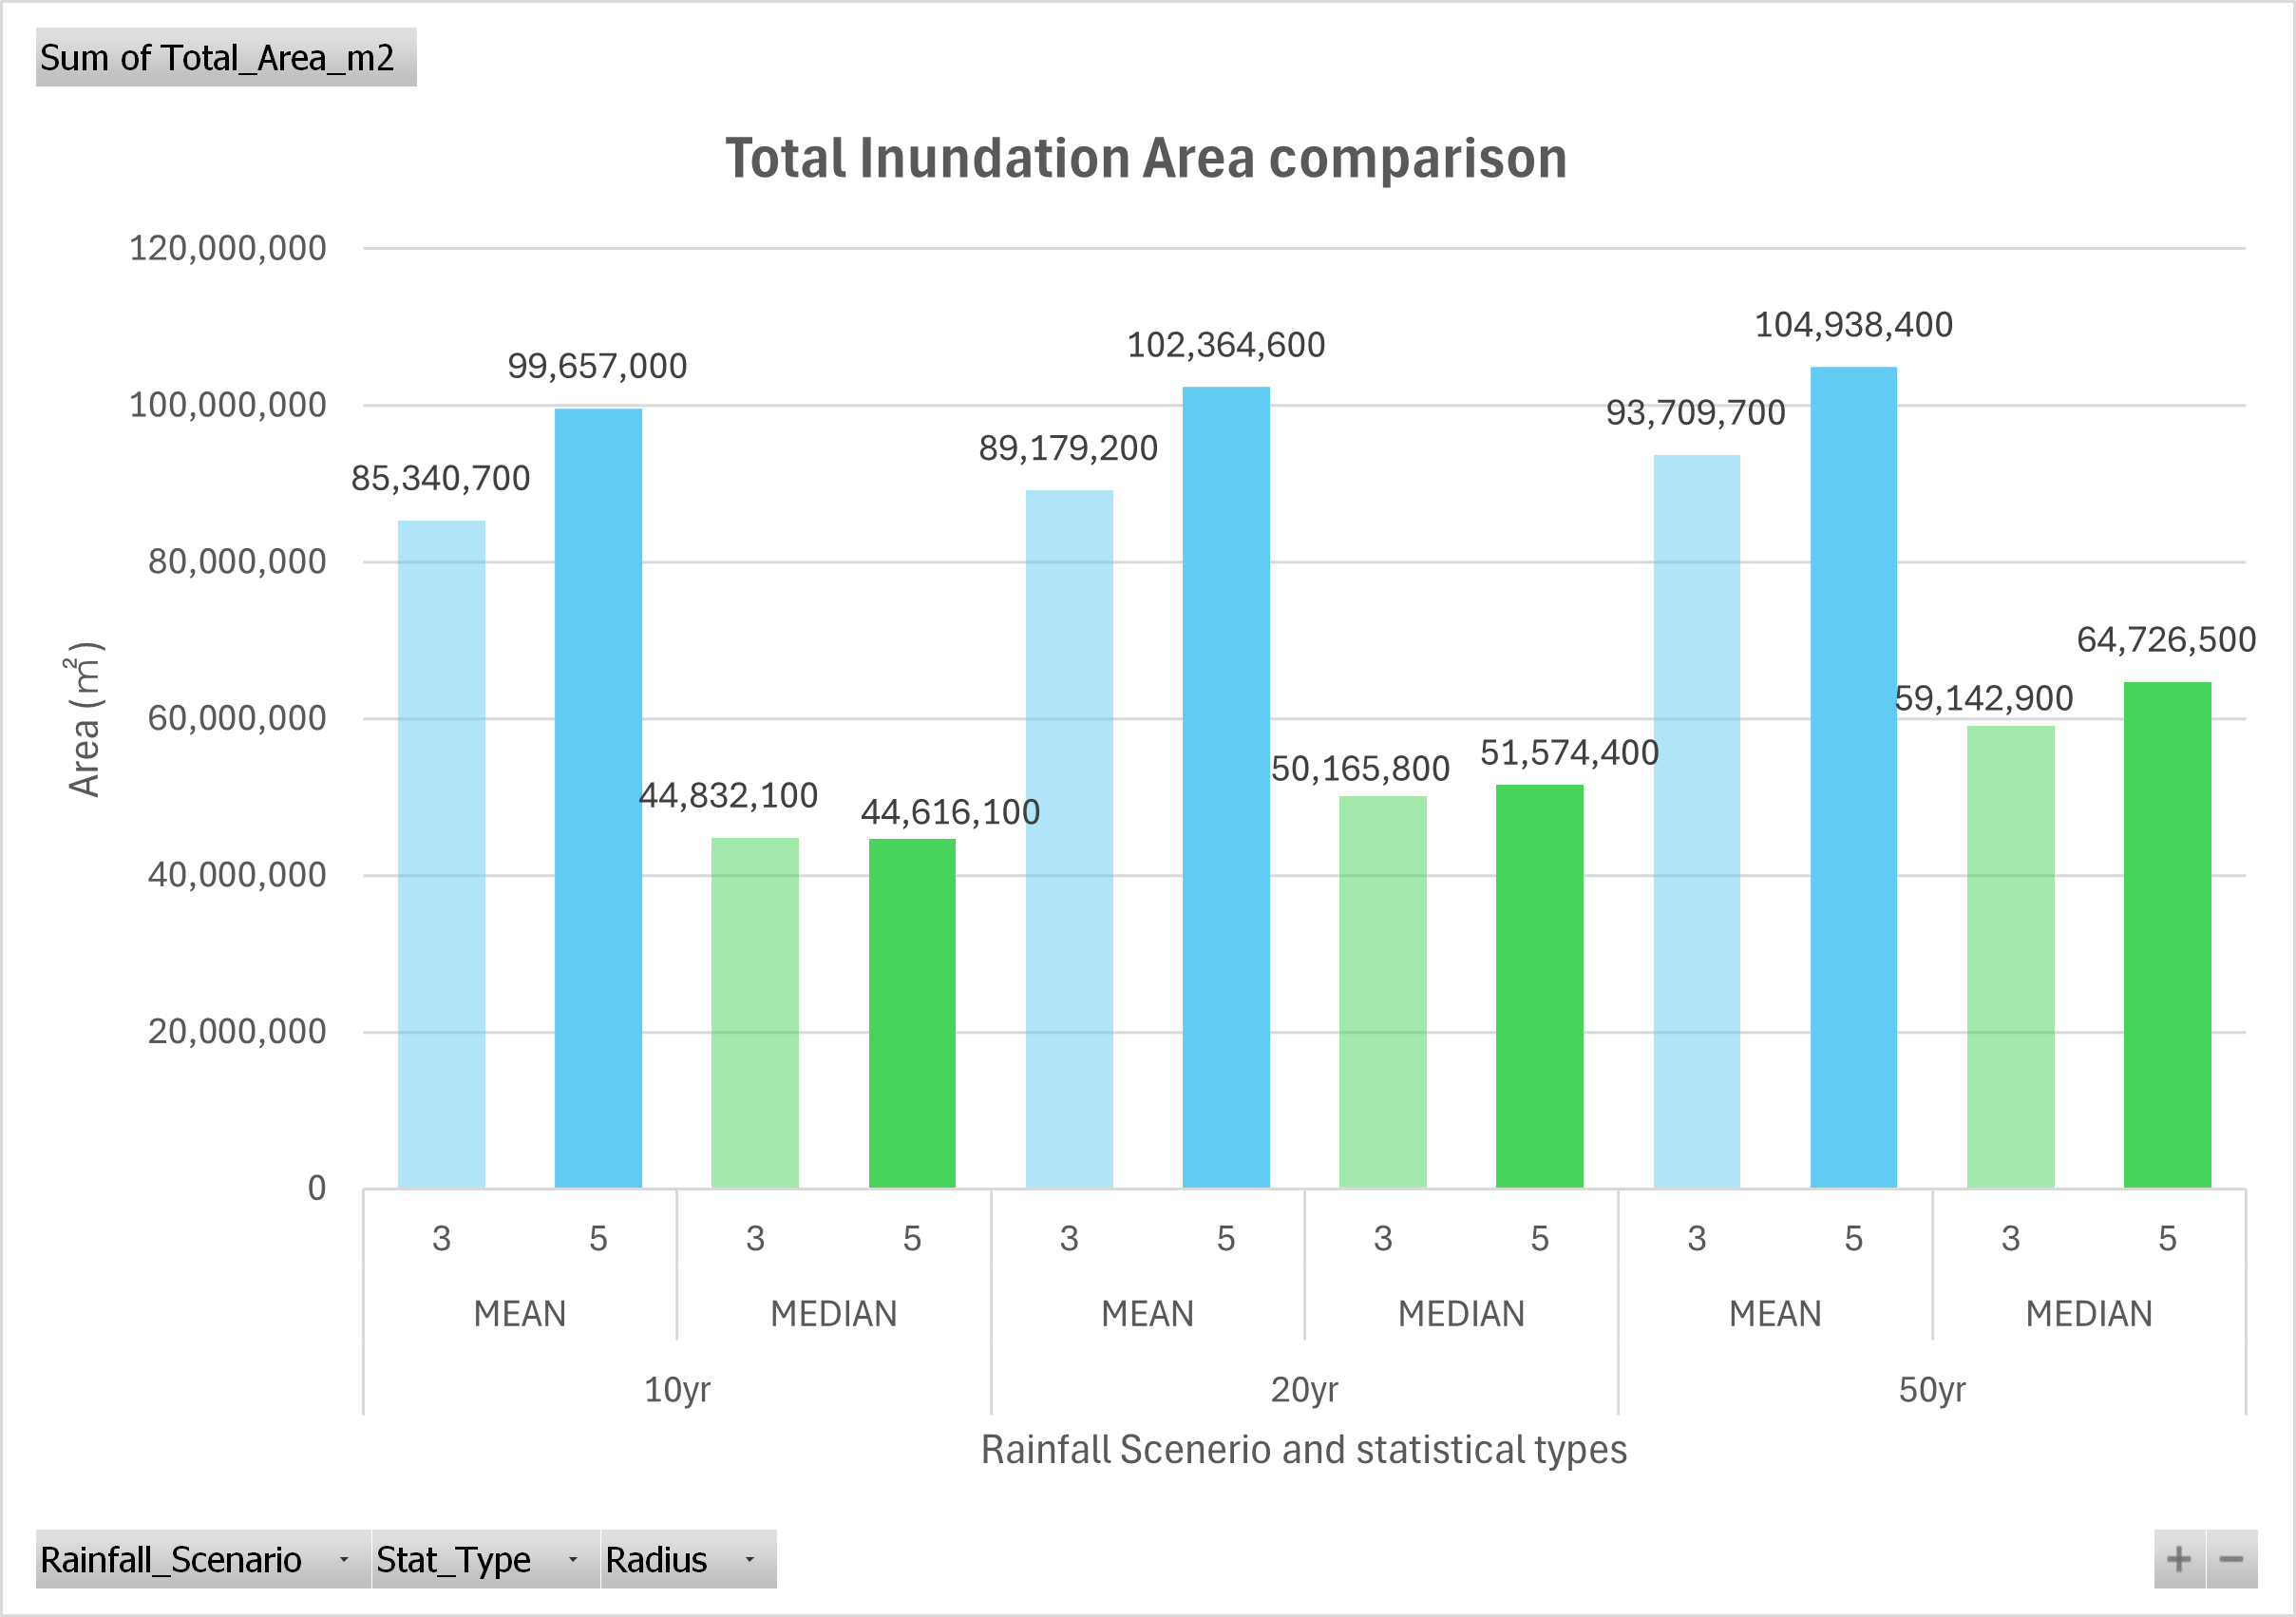 Sum of Total_Area_m2
Total Inundation Area comparison
120,000,000
100,000,000
80,000,000
60,000,000
40,000,000
20,000,000
0
Area (m²)
85,340,700
99,657,000
44,832,100
44,616,100
89,179,200
102,364,600
50,165,800
51,574,400
93,709,700
104,938,400
59,142,900
64,726,500
3 5 3 5 3 5 3 5 3 5 3 5
MEAN MEDIAN MEAN MEDIAN MEAN MEDIAN
10yr 20yr 50yr
Rainfall Scenerio and statistical types
Rainfall_Scenario Stat_Type Radius + −